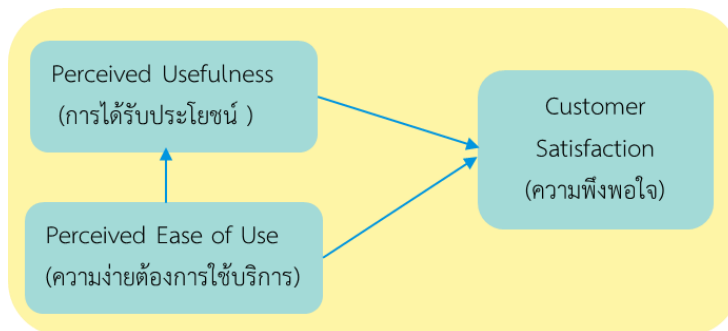 Perceived Usefulness
(การได้รับประโยชน์ )
Customer
Satisfaction
(ความพึงพอใจ)
Perceived Ease of Use
(ความง่ายต้องการใช้บริการ)